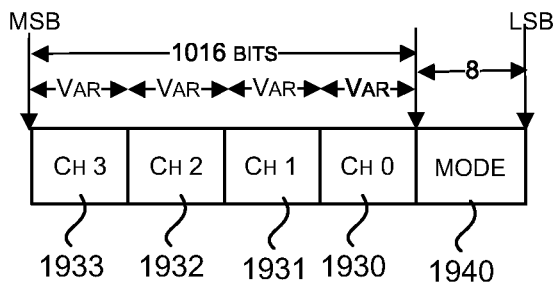 MSB LSB
1016 BITS
8
VAR VAR VAR VAR
CH 3 CH 2 CH 1 CH 0 MODE
1933 1932 1931 1930 1940